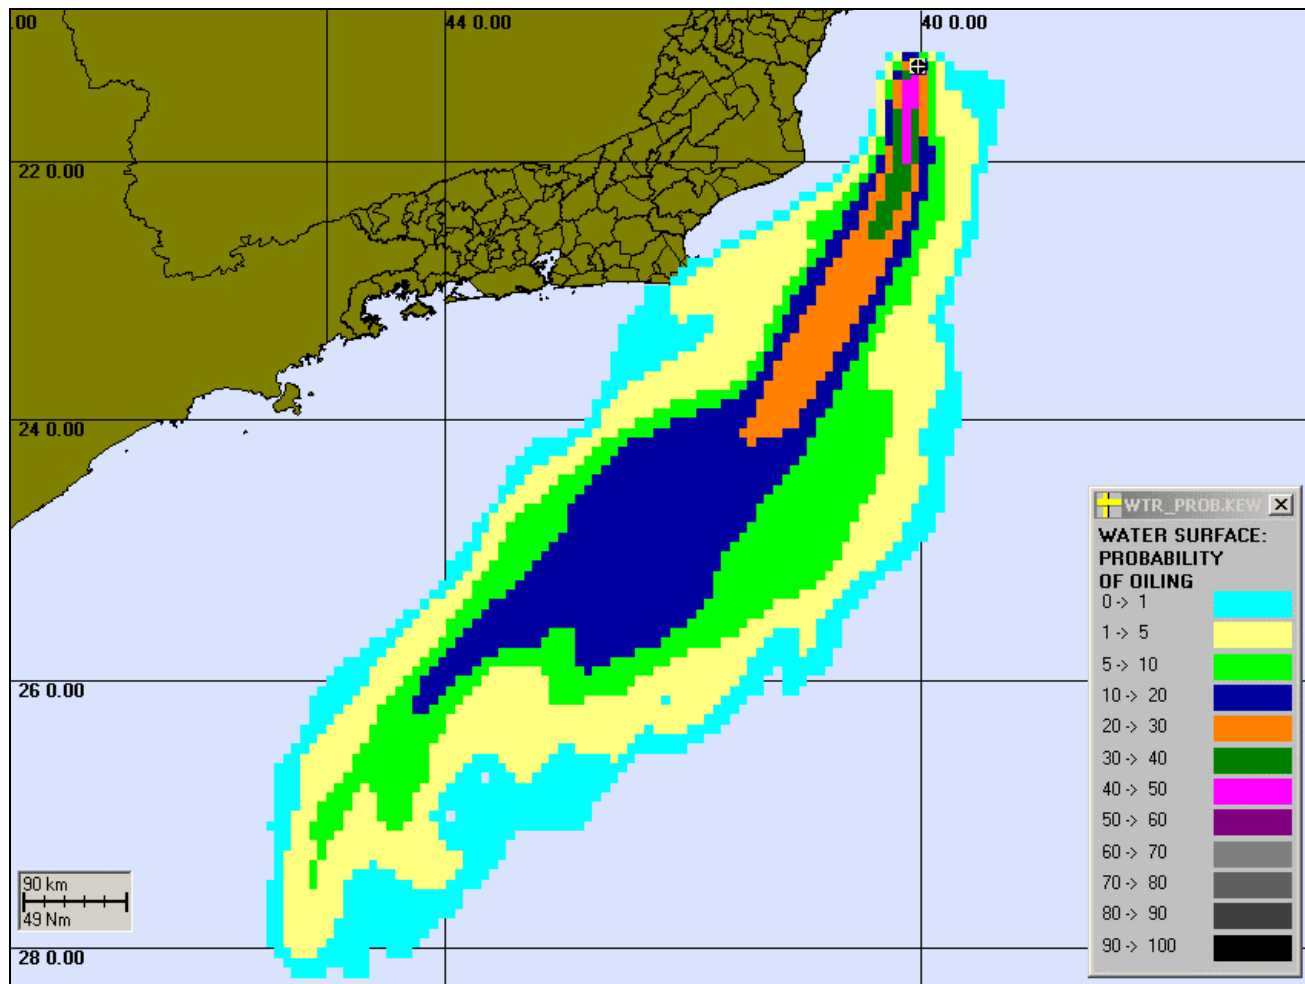 .00
44 0.00
40 0.00
22 0.00
24 0.00
26 0.00
28 0.00
90 km
49 Nm
WTR_PROB.KEW
WATER SURFACE:
PROBABILITY
OF OILING
0 -> 1
1 -> 5
5 -> 10
10 -> 20
20 -> 30
30 -> 40
40 -> 50
50 -> 60
60 -> 70
70 -> 80
80 -> 90
90 -> 100